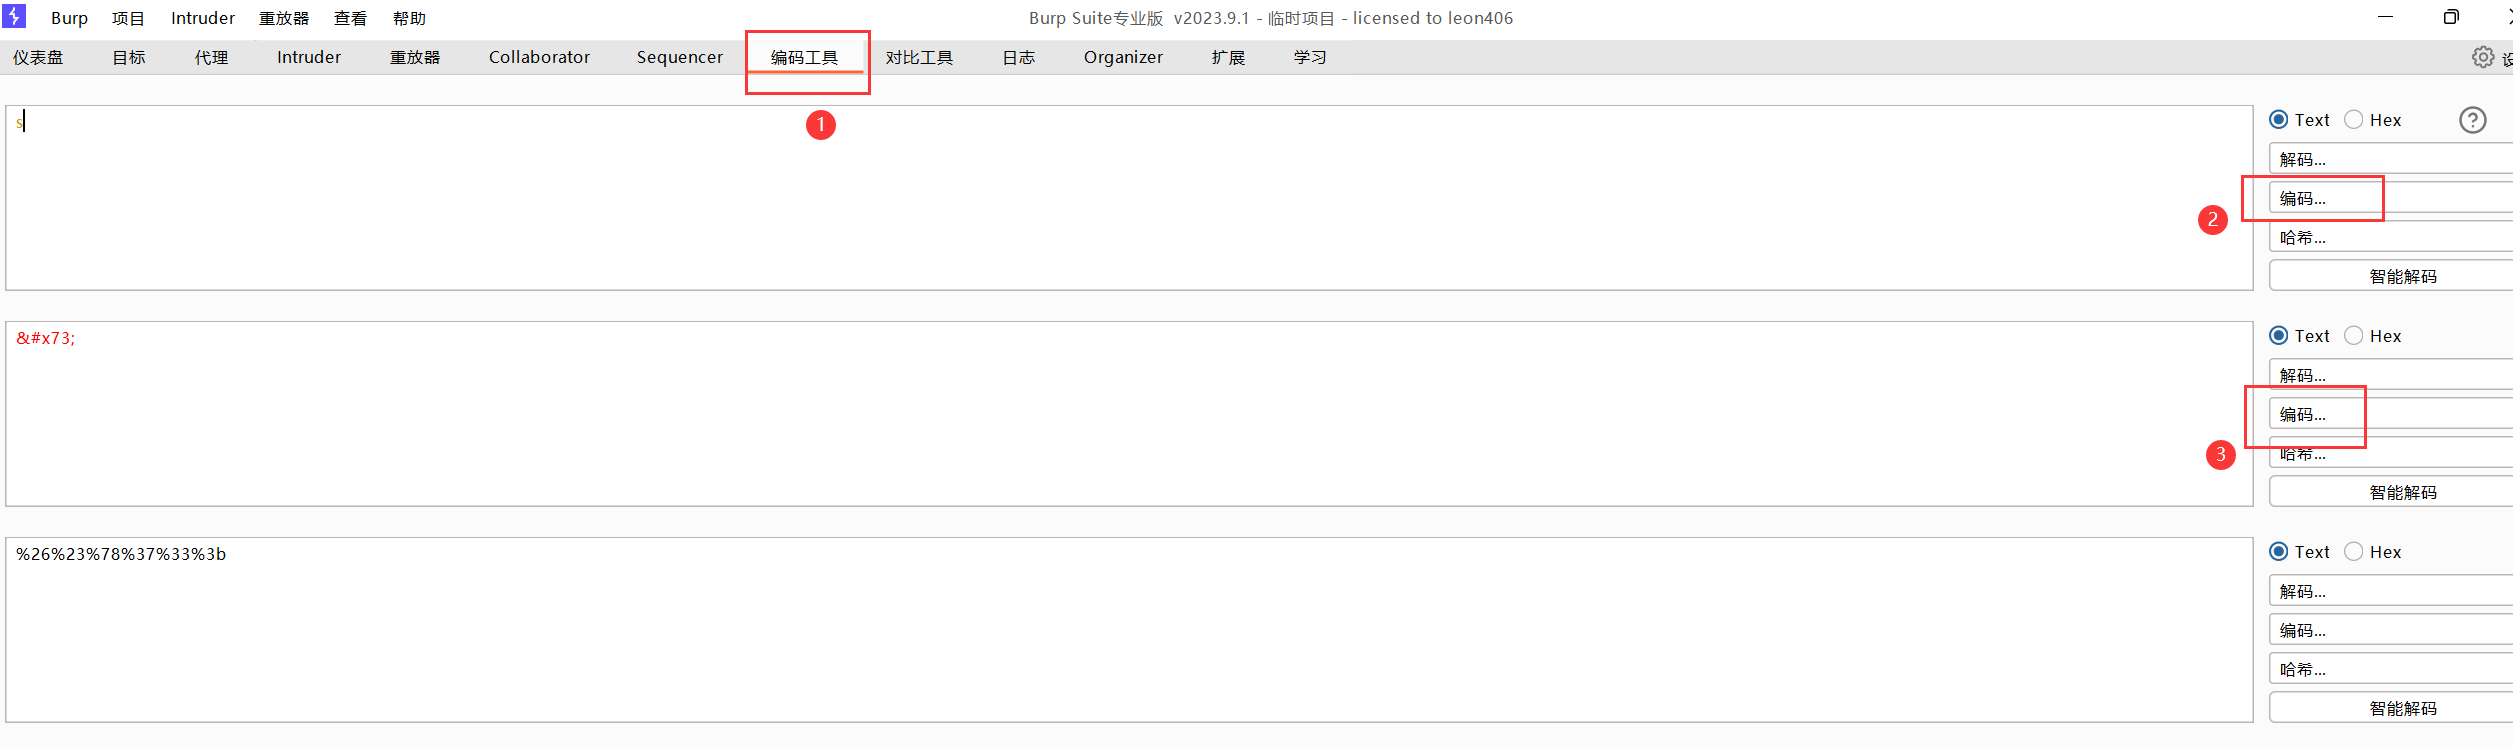 Burp 项目 Intruder 重放器 查看 帮助 Burp Suite专业版 v2023.9.1 - 临时项目 - licensed to leon406
仪表盘 目标 代理 Intruder 重放器 Collaborator Sequencer 编码工具 对比工具 日志 Organizer 扩展 学习 设
1
s
Text Hex ?
解码...
2 编码...
哈希...
智能解码
&#x73;
Text Hex
解码...
编码...
3 哈希...
智能解码
%26%23%78%37%33%3b
Text Hex
解码...
编码...
哈希...
智能解码